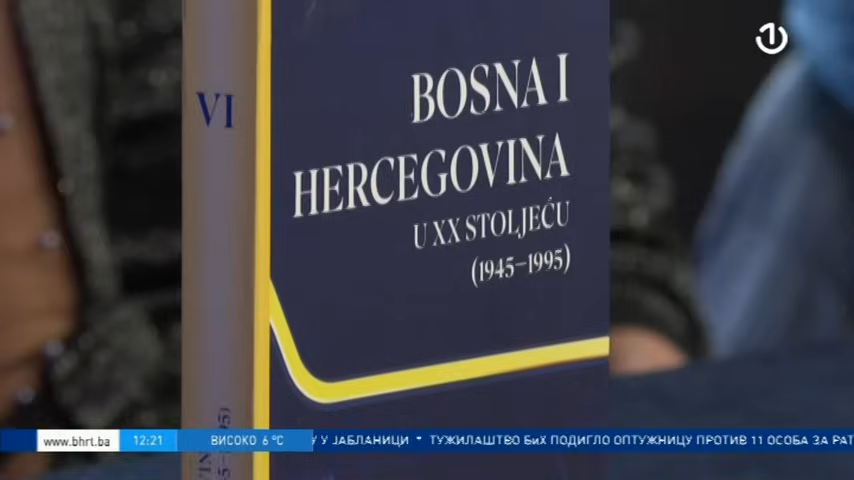 VI
BOSNA I
HERCEGOVINA
U XX STOLJEĆU
(1945–1995)
www.bhrt.ba 12:21 ВИСОКО 6 °C У ЈАБЛАНИЦИ * ТУЖИЛАШТВО БиХ ПОДИГЛО ОПТУЖНИЦУ ПРОТИВ 11 ОСОБА ЗА РАТ